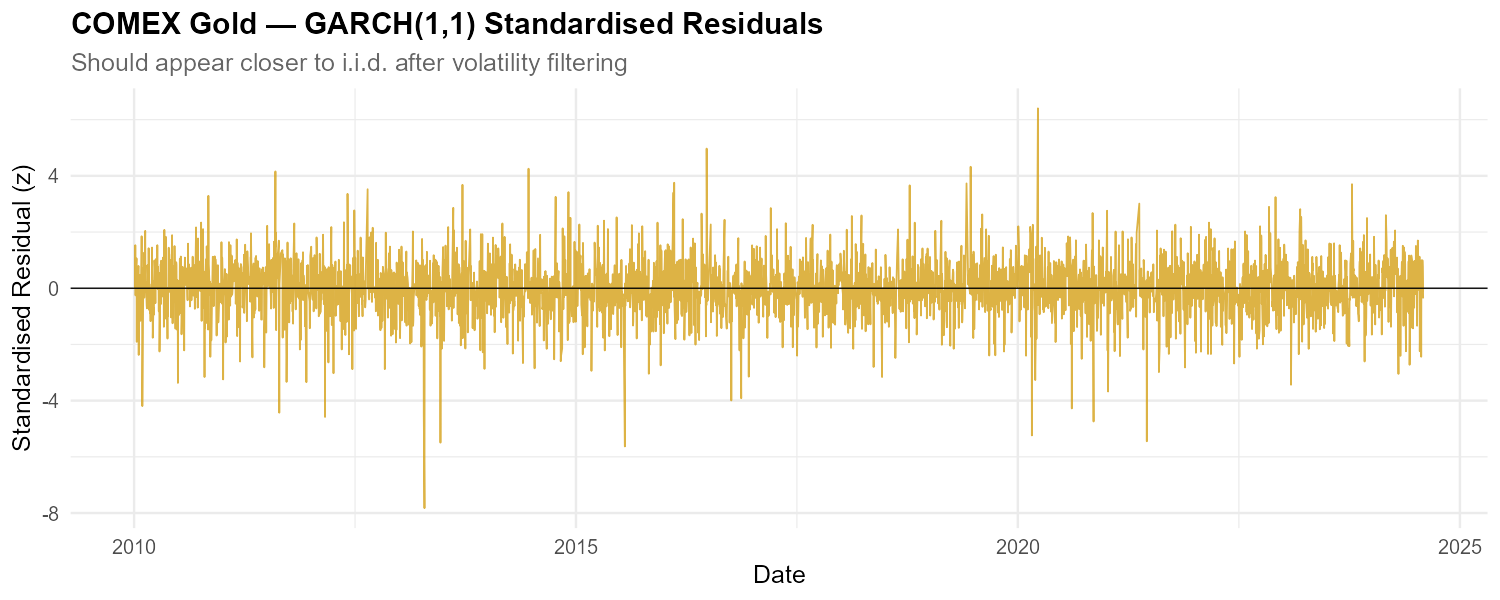 COMEX Gold — GARCH(1,1) Standardised Residuals
Should appear closer to i.i.d. after volatility filtering
Standardised Residual (z)
4
0
-4
-8
2010 2015 2020 2025
Date